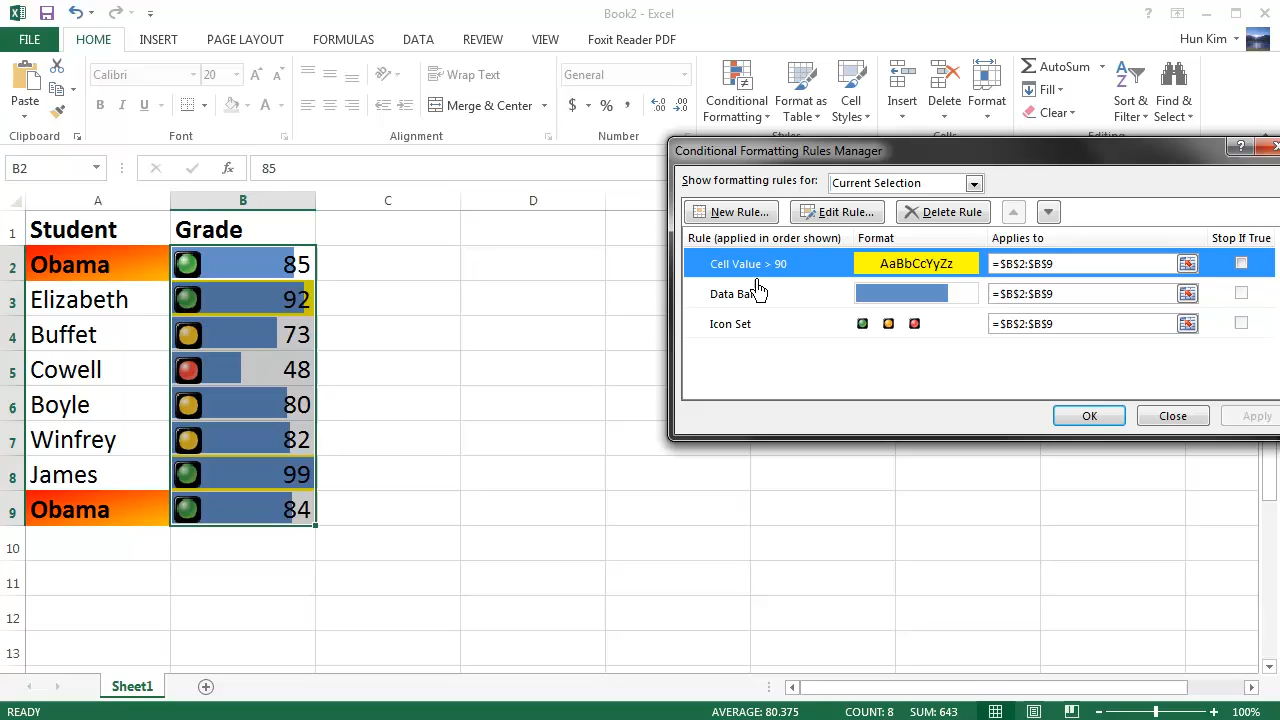 Book2 - Excel
FILE HOME INSERT PAGE LAYOUT FORMULAS DATA REVIEW VIEW Foxit Reader PDF Hun Kim
Paste
Calibri 20
B I U
Wrap Text
Merge & Center
General
$ % ,
Conditional Formatting
Format as Table
Cell Styles
Insert
Delete
Format
AutoSum
Fill
Clear
Sort & Filter
Find & Select
Clipboard Font Alignment Number
B2 fx 85
A B C D
1 Student Grade
2 Obama 85
3 Elizabeth 92
4 Buffet 73
5 Cowell 48
6 Boyle 80
7 Winfrey 82
8 James 99
9 Obama 84
10
11
12
13
Conditional Formatting Rules Manager
Show formatting rules for: Current Selection
New Rule... Edit Rule... Delete Rule
Rule (applied in order shown) Format Applies to Stop If True
Cell Value > 90 AaBbCcYyZz =$B$2:$B$9
Data Ba =$B$2:$B$9
Icon Set =$B$2:$B$9
OK Close Apply
Sheet1
READY AVERAGE: 80.375 COUNT: 8 SUM: 643 100%